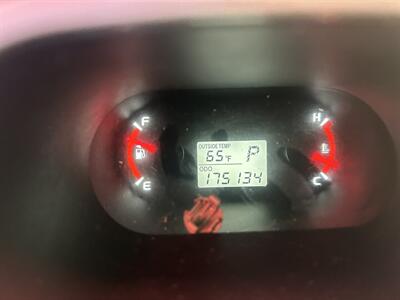 F
H
OUTSIDE TEMP
65°F P
ODO
175134
E
C